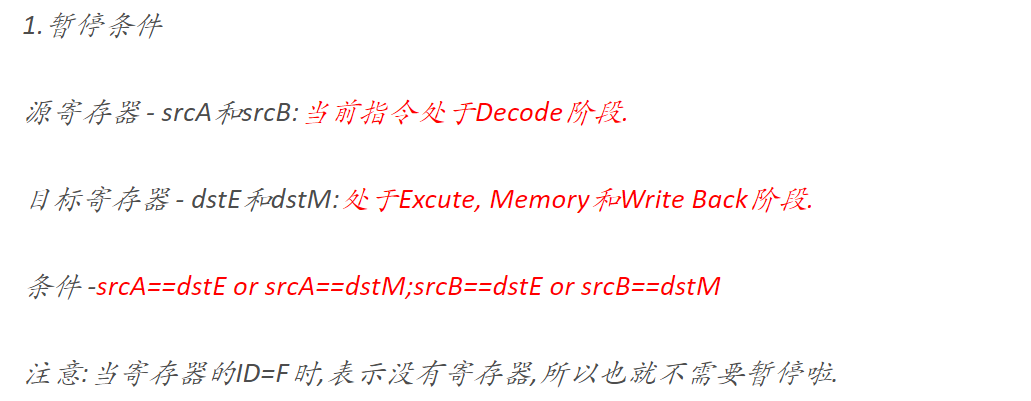 1. 暂停条件
源寄存器 - srcA和srcB: 当前指令处于Decode阶段.
目标寄存器 - dstE和dstM: 处于Excute, Memory和Write Back阶段.
条件 -srcA==dstE or srcA==dstM;srcB==dstE or srcB==dstM
注意: 当寄存器的ID=F时,表示没有寄存器,所以也就不需要暂停啦.